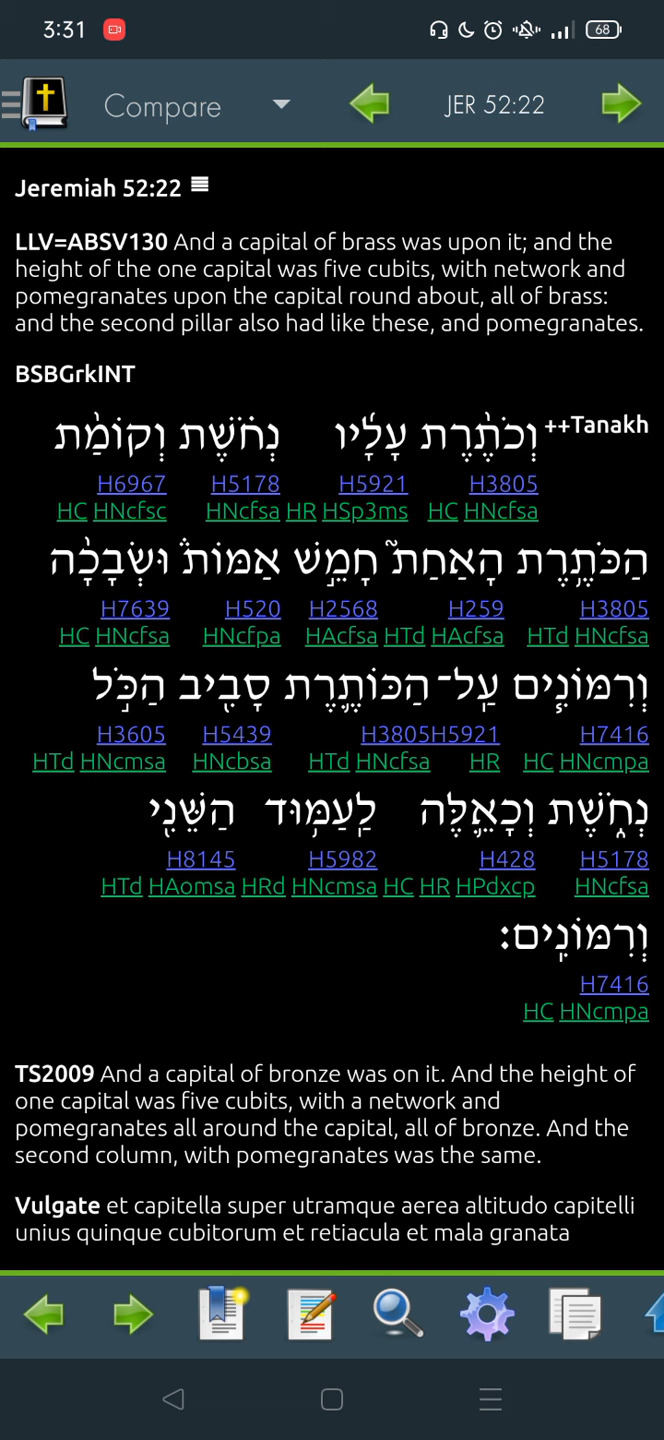 3:31
68
Compare
JER 52:22
Jeremiah 52:22
LLV=ABSV130 And a capital of brass was upon it; and the
height of the one capital was five cubits, with network and
pomegranates upon the capital round about, all of brass:
and the second pillar also had like these, and pomegranates.
BSBGrkINT
++Tanakh וְכֹתֶ֨רֶת עָלָ֜יו נְחֹ֗שֶׁת וְקוֹמַ֨ת
H3805 H5921 H5178 H6967
HC HNcfsa HR HSp3ms HNcfsa HC HNcfsc
הַכֹּתֶ֥רֶת הָאַחַת֮ חָמֵ֣שׁ אַמּוֹת֒ וּשְׂבָכָ֨ה
H3805 H259 H2568 H520 H7639
HTd HNcfsa HTd HAcfsa HAcfsa HNcfpa HC HNcfsa
וְרִמּוֹנִ֧ים עַֽל־ הַכּוֹתֶ֛רֶת סָבִ֖יב הַכֹּ֣ל
H7416 H5921 H3805 H5439 H3605
HC HNcmpa HR HTd HNcfsa HNcbsa HTd HNcmsa
נְחֹ֑שֶׁת וְכָאֵ֛לֶּה לַֽעַמּ֥וּד הַשֵּׁנִ֖י
H5178 H428 H5982 H8145
HNcfsa HC HR HPdxcp HRd HNcmsa HTd HAomsa
וְרִמּוֹנִֽים׃
H7416
HC HNcmpa
TS2009 And a capital of bronze was on it. And the height of
one capital was five cubits, with a network and
pomegranates all around the capital, all of bronze. And the
second column, with pomegranates was the same.
Vulgate et capitella super utramque aerea altitudo capitelli
unius quinque cubitorum et retiacula et mala granata